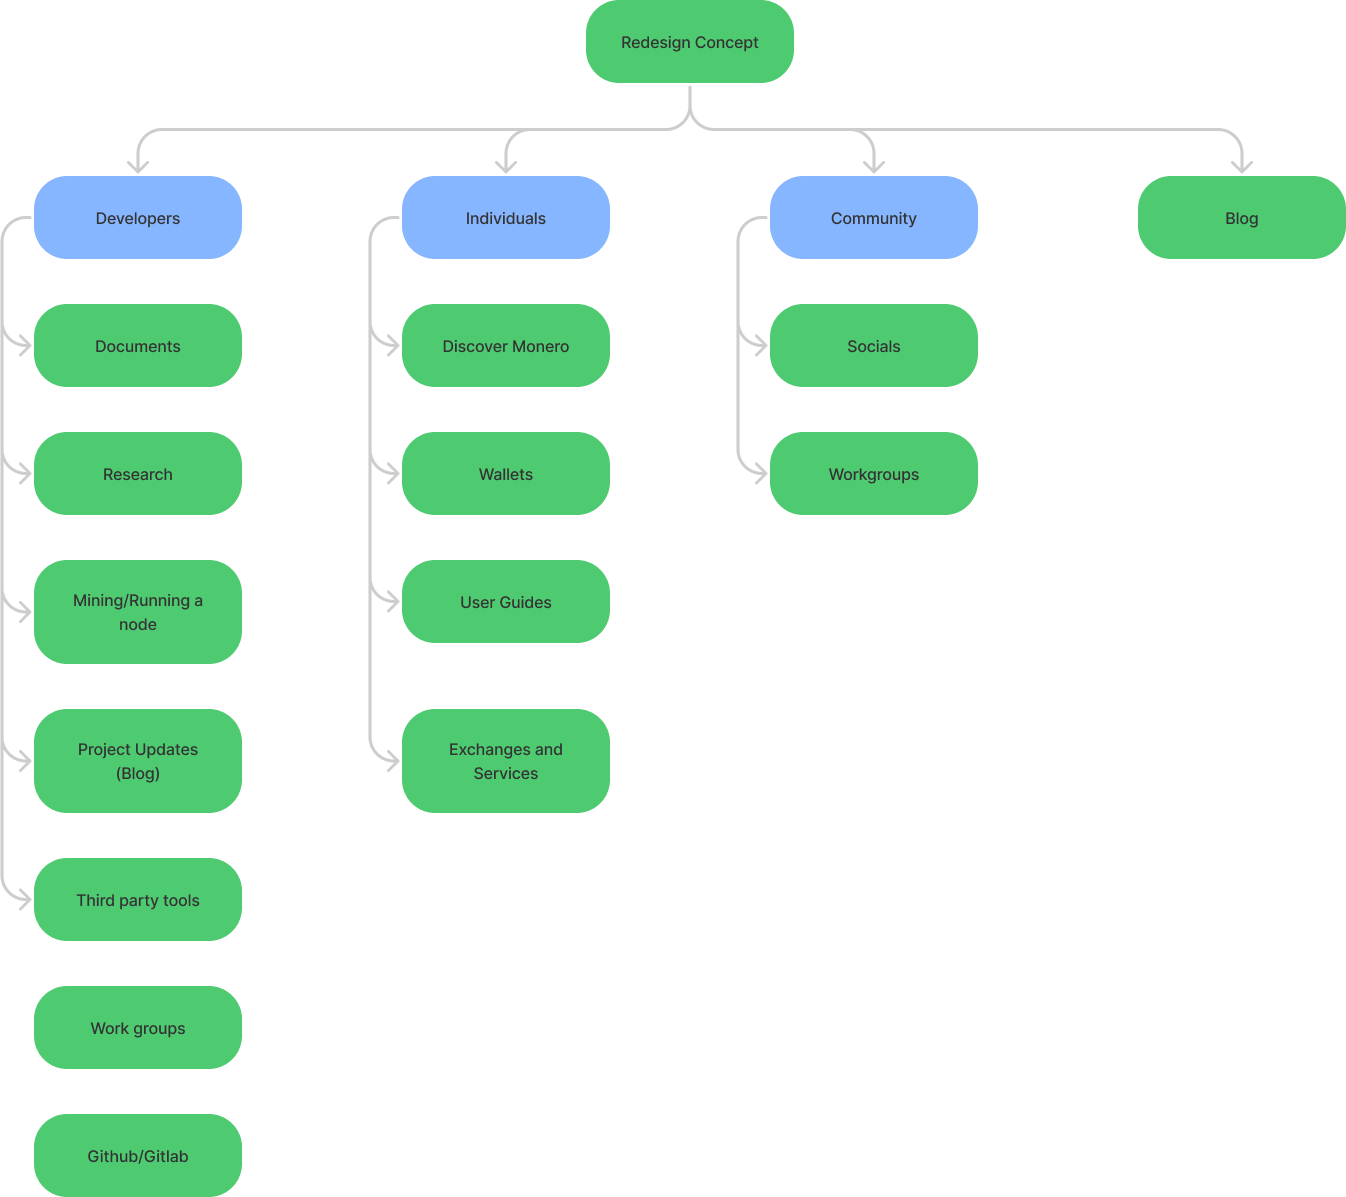 Redesign Concept
Developers
Individuals
Community
Blog
Documents
Discover Monero
Socials
Research
Wallets
Workgroups
Mining/Running a
node
User Guides
Project Updates
(Blog)
Exchanges and
Services
Third party tools
Work groups
Github/Gitlab